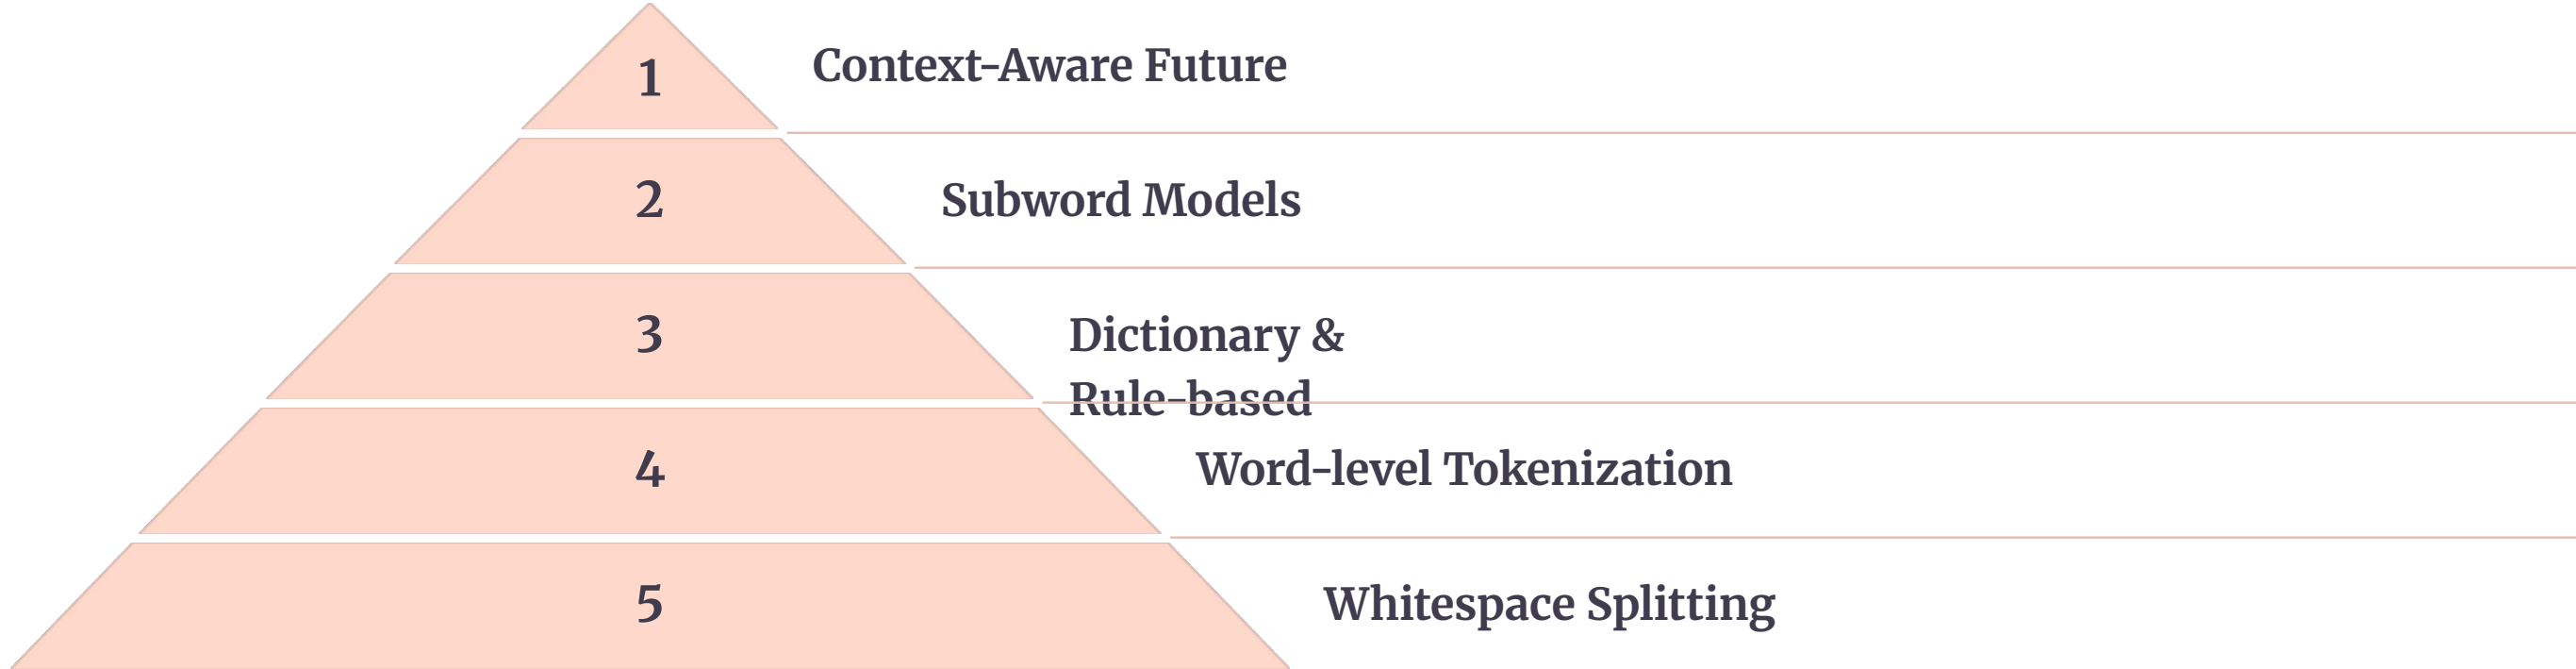 1
Context-Aware Future
2
Subword Models
3
Dictionary &
Rule-based
4
Word-level Tokenization
5
Whitespace Splitting